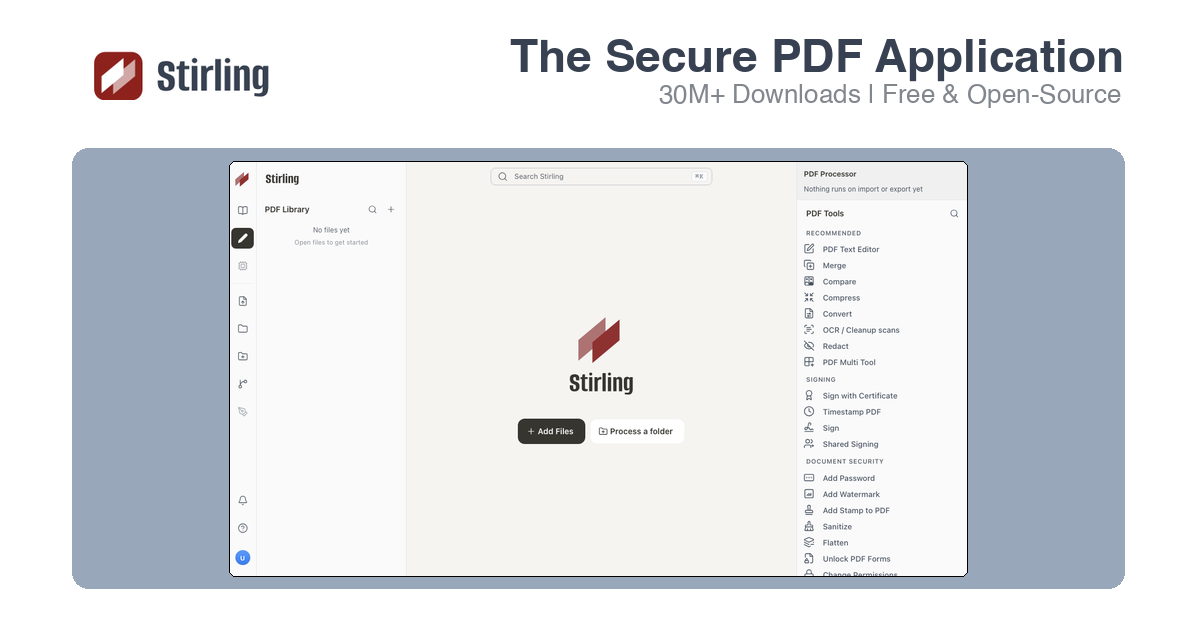 Stirling
The Secure PDF Application
30M+ Downloads | Free & Open-Source
Stirling
PDF Library
No files yet
Open files to get started
U
Search Stirling
⌘K
Stirling
+ Add Files
Process a folder
PDF Processor
Nothing runs on import or export yet
PDF Tools
RECOMMENDED
PDF Text Editor
Merge
Compare
Compress
Convert
OCR / Cleanup scans
Redact
PDF Multi Tool
SIGNING
Sign with Certificate
Timestamp PDF
Sign
Shared Signing
DOCUMENT SECURITY
Add Password
Add Watermark
Add Stamp to PDF
Sanitize
Flatten
Unlock PDF Forms
Change Permissions